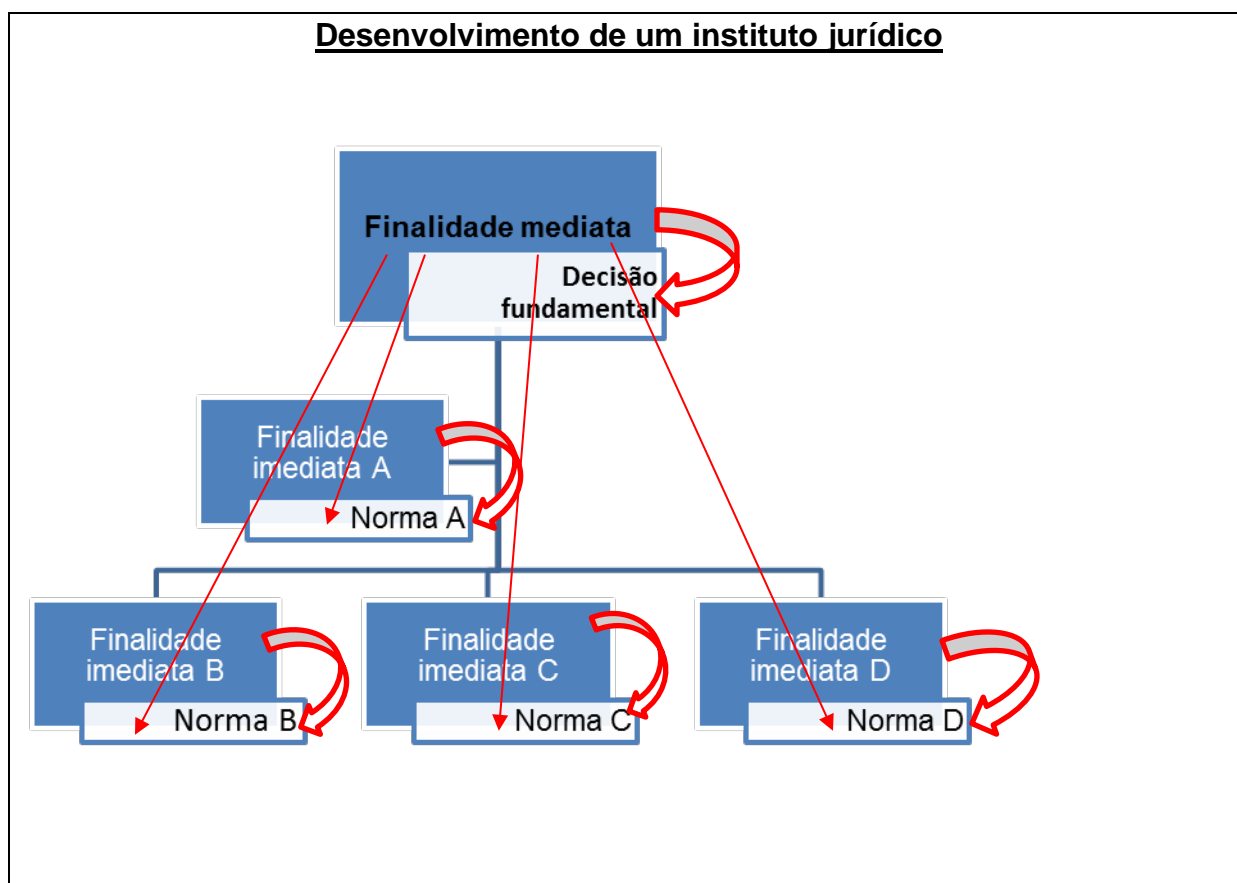 Desenvolvimento de um instituto jurídico
Finalidade mediata
Decisão
fundamental
Finalidade
imediata A
Norma A
Finalidade
imediata B
Norma B
Finalidade
imediata C
Norma C
Finalidade
imediata D
Norma D